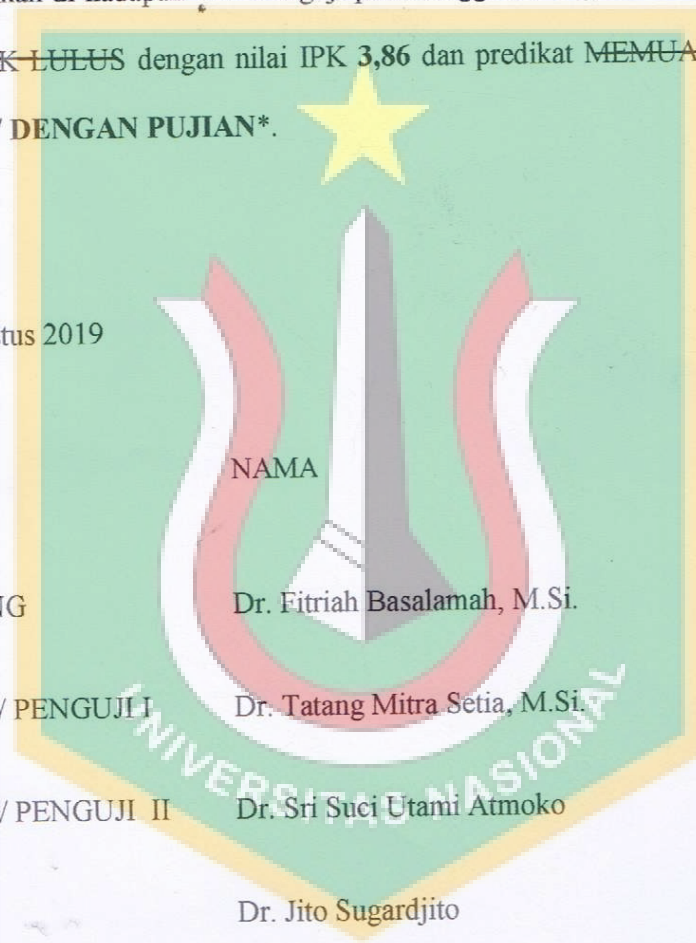 K LULUS dengan nilai IPK 3,86 dan predikat MEMUA
/ DENGAN PUJIAN*.
tus 2019
NAMA
NG Dr. Fitriah Basalamah, M.Si.
/ PENGUJI I Dr. Tatang Mitra Setia, M.Si.
/ PENGUJI II Dr. Sri Suci Utami Atmoko
Dr. Jito Sugardjito
UNIVERSITAS NASIONAL